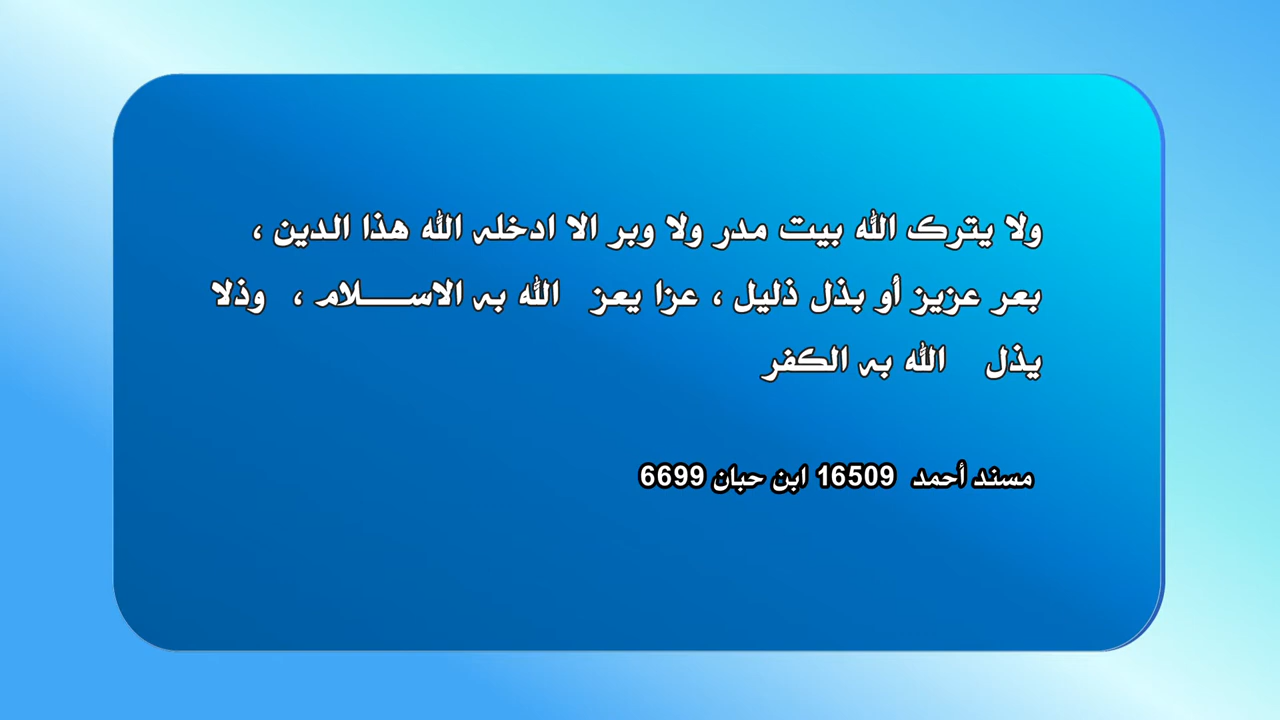 ولا يترك الله بيت مدر ولا وبر الا ادخله الله هذا الدين ،
بعر عزيز أو بذل ذليل ، عزا يعز الله به الاســـلام ، وذلا
يذل الله به الكفر
مسند أحمد 16509 ابن حبان 6699